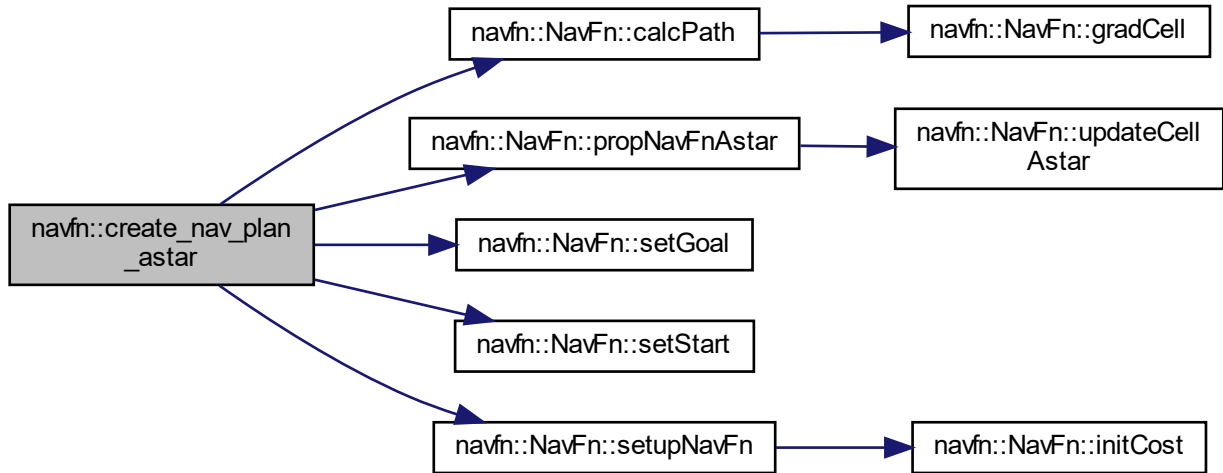 navfn::NavFn::calcPath
navfn::NavFn::gradCell
navfn::NavFn::propNavFnAstar
navfn::NavFn::updateCell
Astar
navfn::create_nav_plan
_astar
navfn::NavFn::setGoal
navfn::NavFn::setStart
navfn::NavFn::setupNavFn
navfn::NavFn::initCost